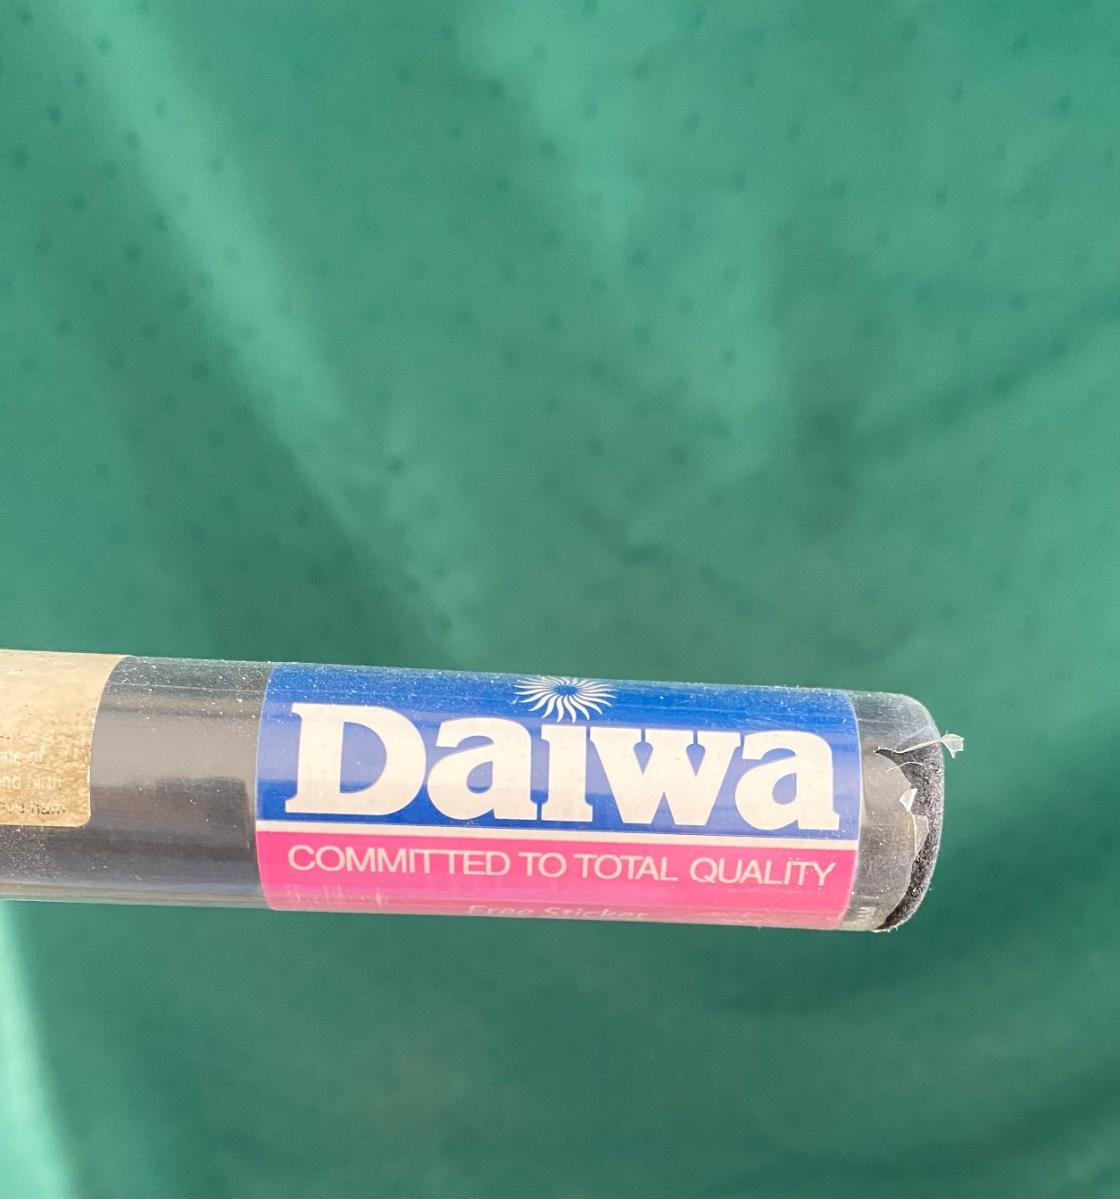 Daiwa
COMMITTED TO TOTAL QUALITY
Free Sticker